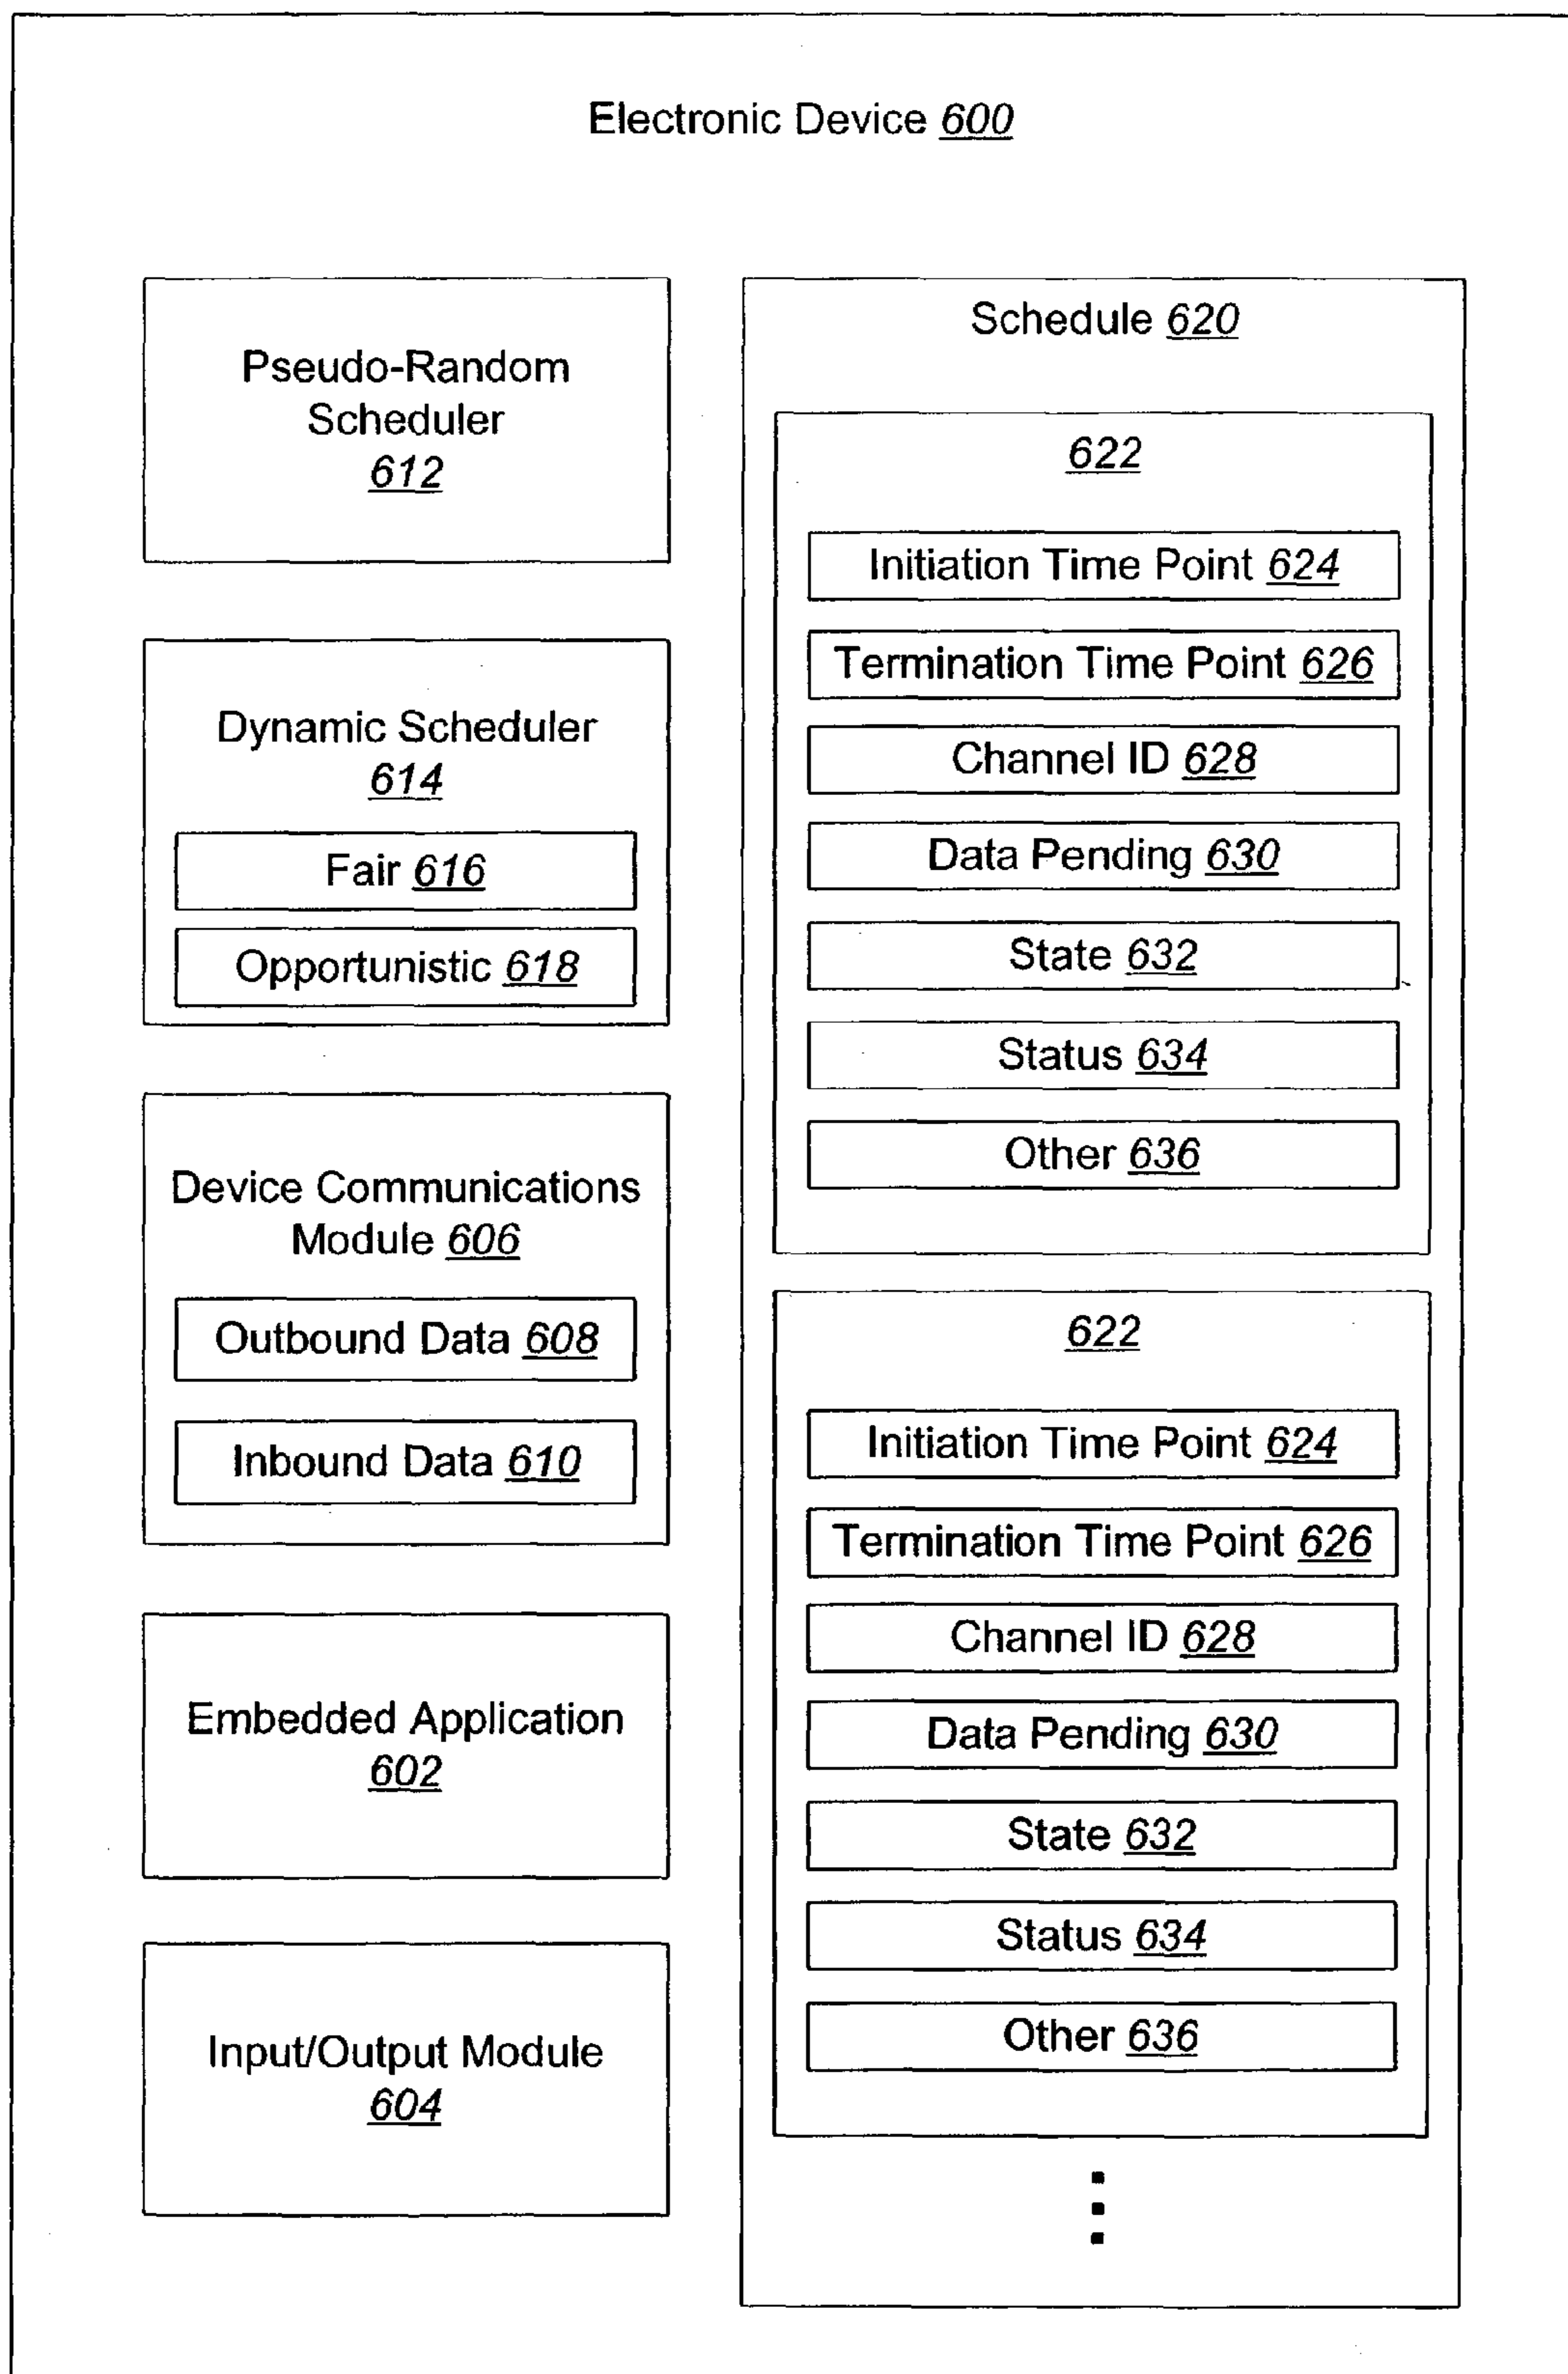 Electronic Device 600
Pseudo-Random
Scheduler
612
Dynamic Scheduler
614
Fair 616
Opportunistic 618
Device Communications
Module 606
Outbound Data 608
Inbound Data 610
Embedded Application
602
Input/Output Module
604
Schedule 620
622
Initiation Time Point 624
Termination Time Point 626
Channel ID 628
Data Pending 630
State 632
Status 634
Other 636
622
Initiation Time Point 624
Termination Time Point 626
Channel ID 628
Data Pending 630
State 632
Status 634
Other 636